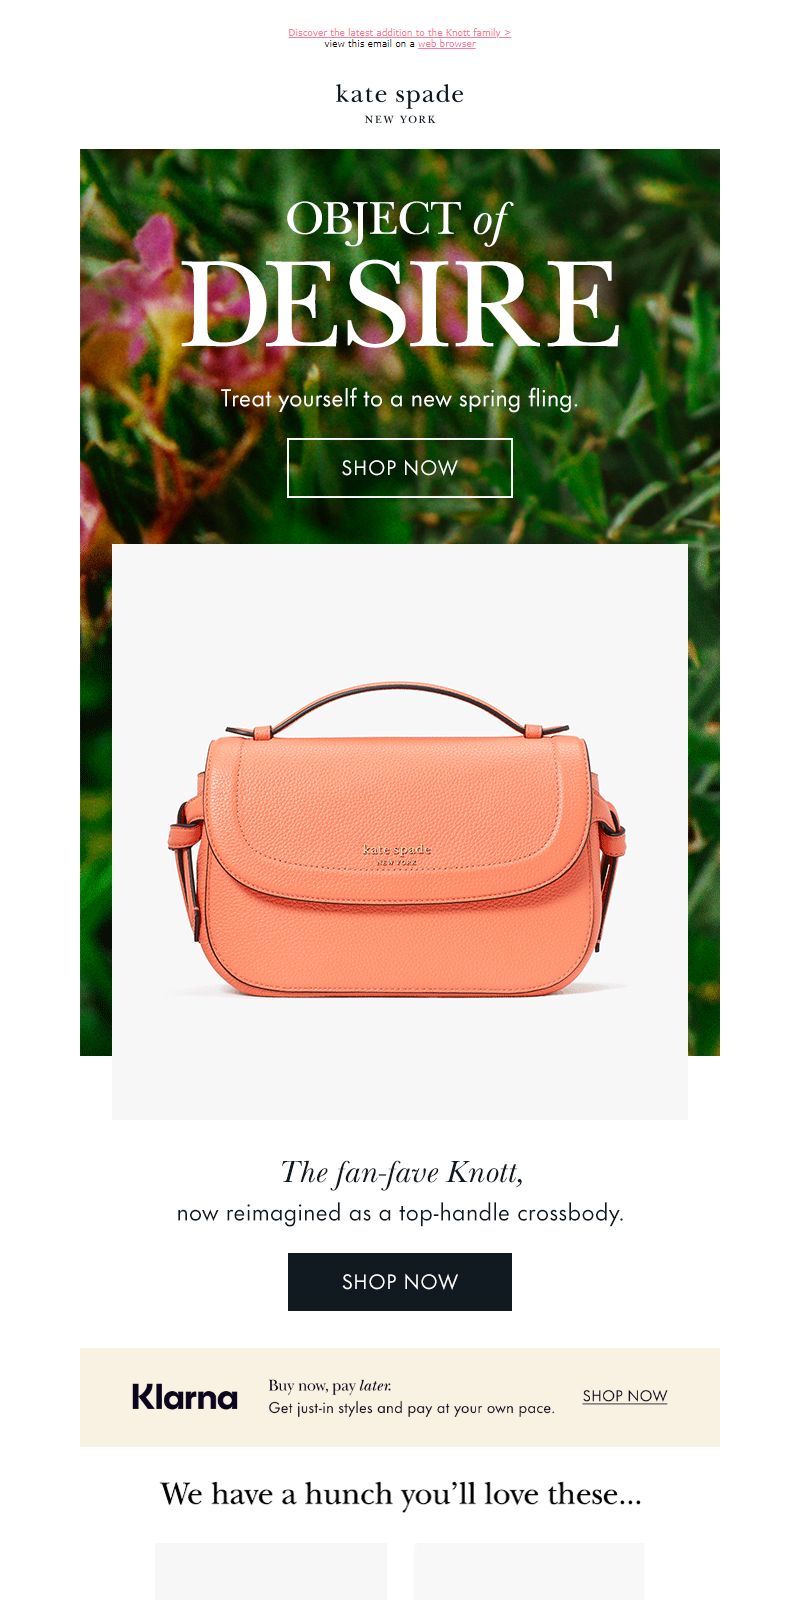 Discover the latest addition to the Knott family >
view this email on a web browser
kate spade
NEW YORK
OBJECT of
DESIRE
Treat yourself to a new spring fling.
SHOP NOW
kate spade
NEW YORK
The fan-fave Knott,
now reimagined as a top-handle crossbody.
SHOP NOW
Klarna
Buy now, pay later.
Get just-in styles and pay at your own pace.
SHOP NOW
We have a hunch you’ll love these...